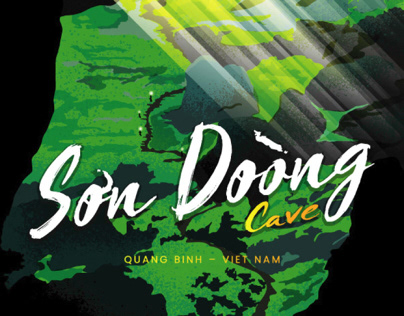 Sơn Doòng
Cave
QUANG BINH – VIET NAM